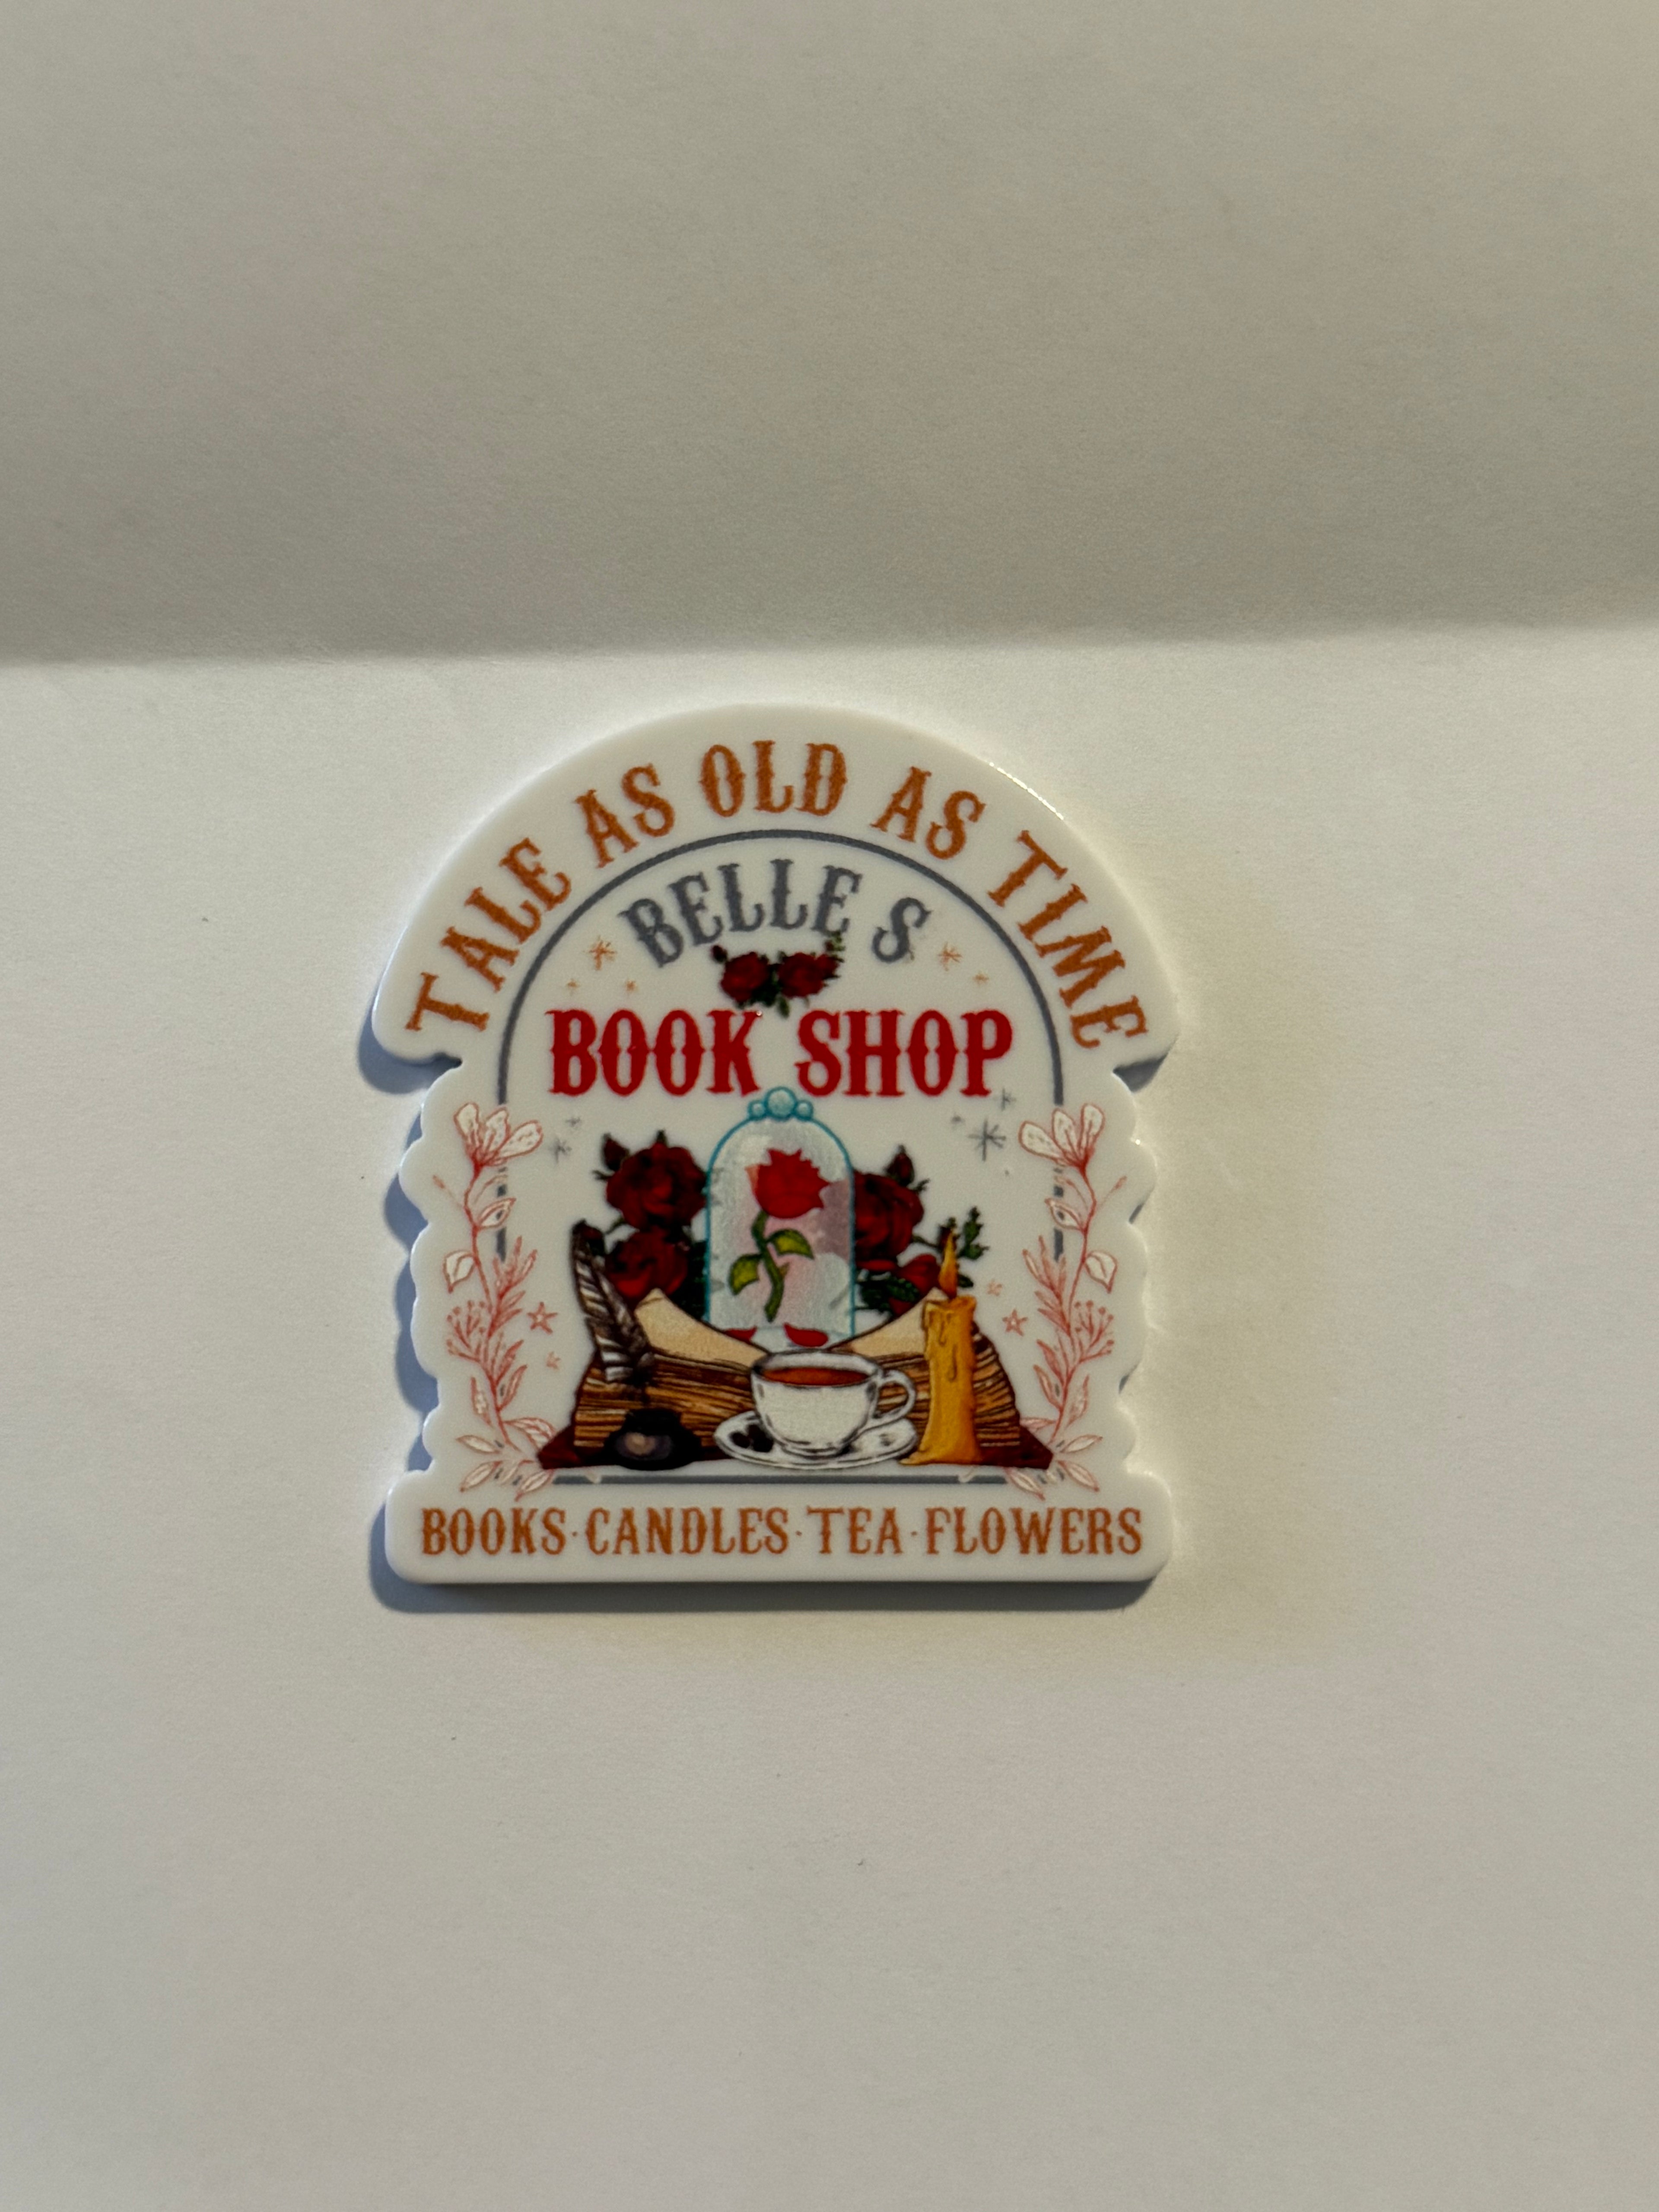 TALE AS OLD AS TIME
BELLE S
BOOK SHOP
BOOKS·CANDLES·TEA·FLOWERS